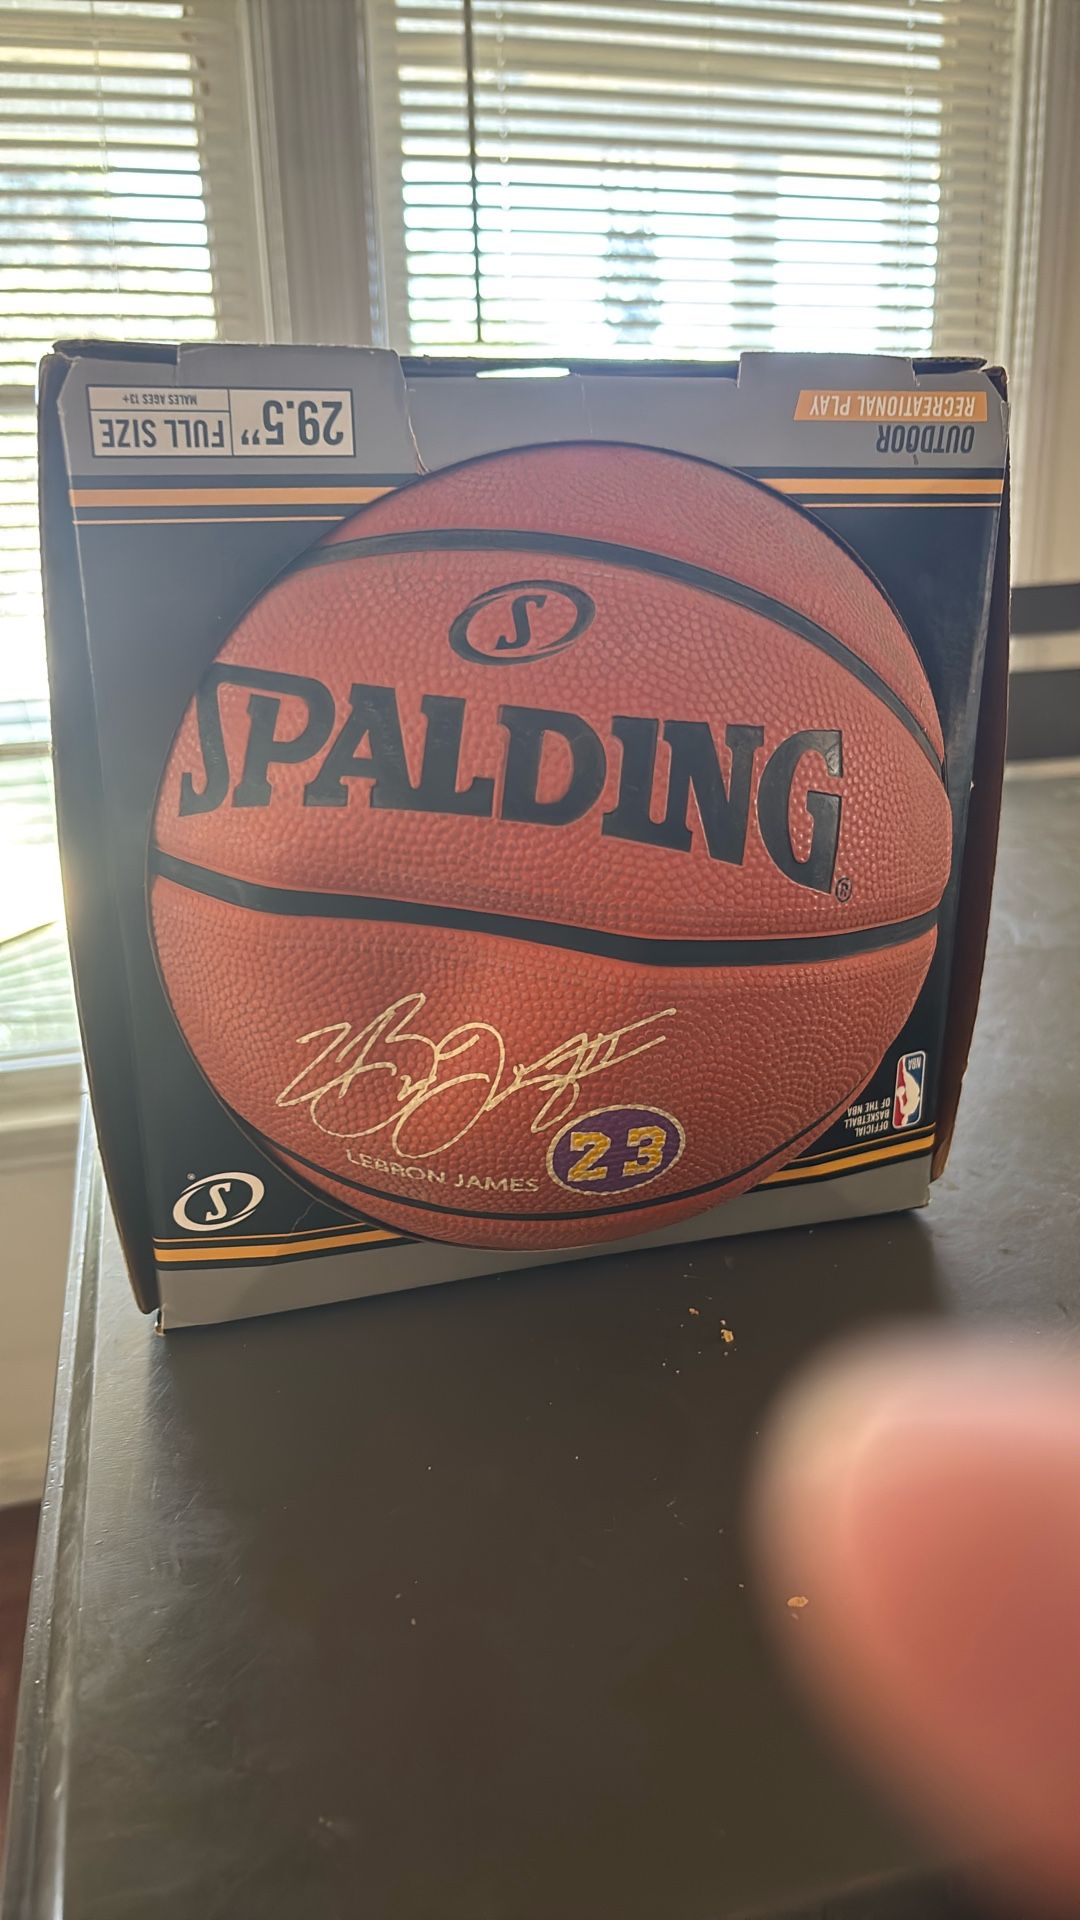 29.5” FULL SIZE
MALES AGES 13+
OUTDOOR
RECREATIONAL PLAY
S
SPALDING®
LEBRON JAMES
23
NBA
OFFICIAL
BASKETBALL
OF THE NBA
S®